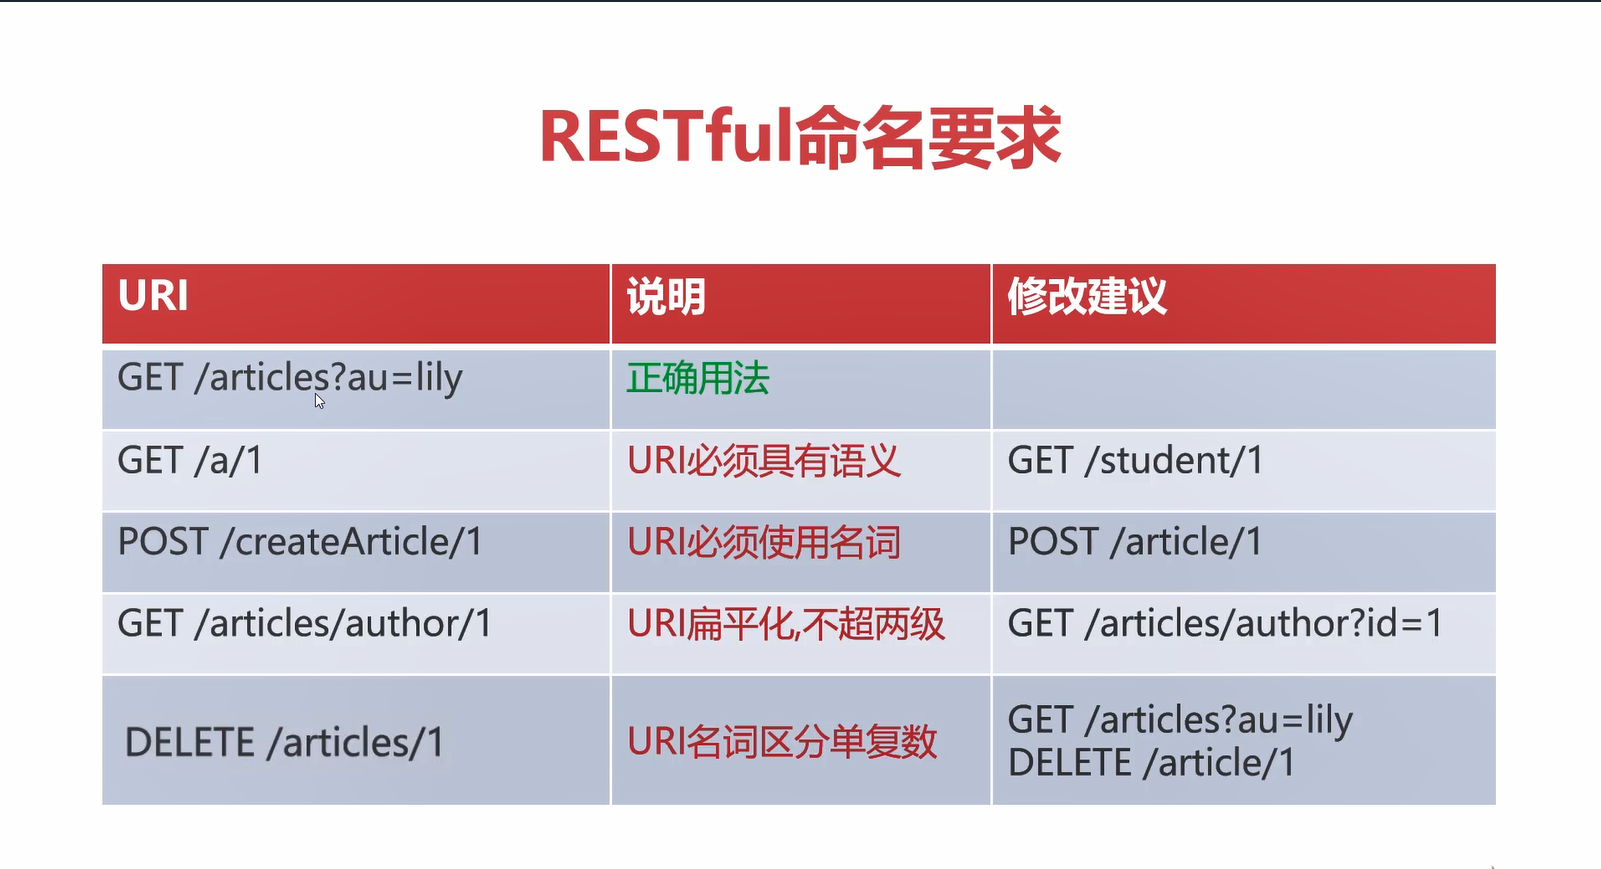 RESTful命名要求
URI 说明 修改建议
GET /articles?au=lily 正确用法
GET /a/1 URI必须具有语义 GET /student/1
POST /createArticle/1 URI必须使用名词 POST /article/1
GET /articles/author/1 URI扁平化,不超两级 GET /articles/author?id=1
DELETE /articles/1 URI名词区分单复数 GET /articles?au=lily
DELETE /article/1